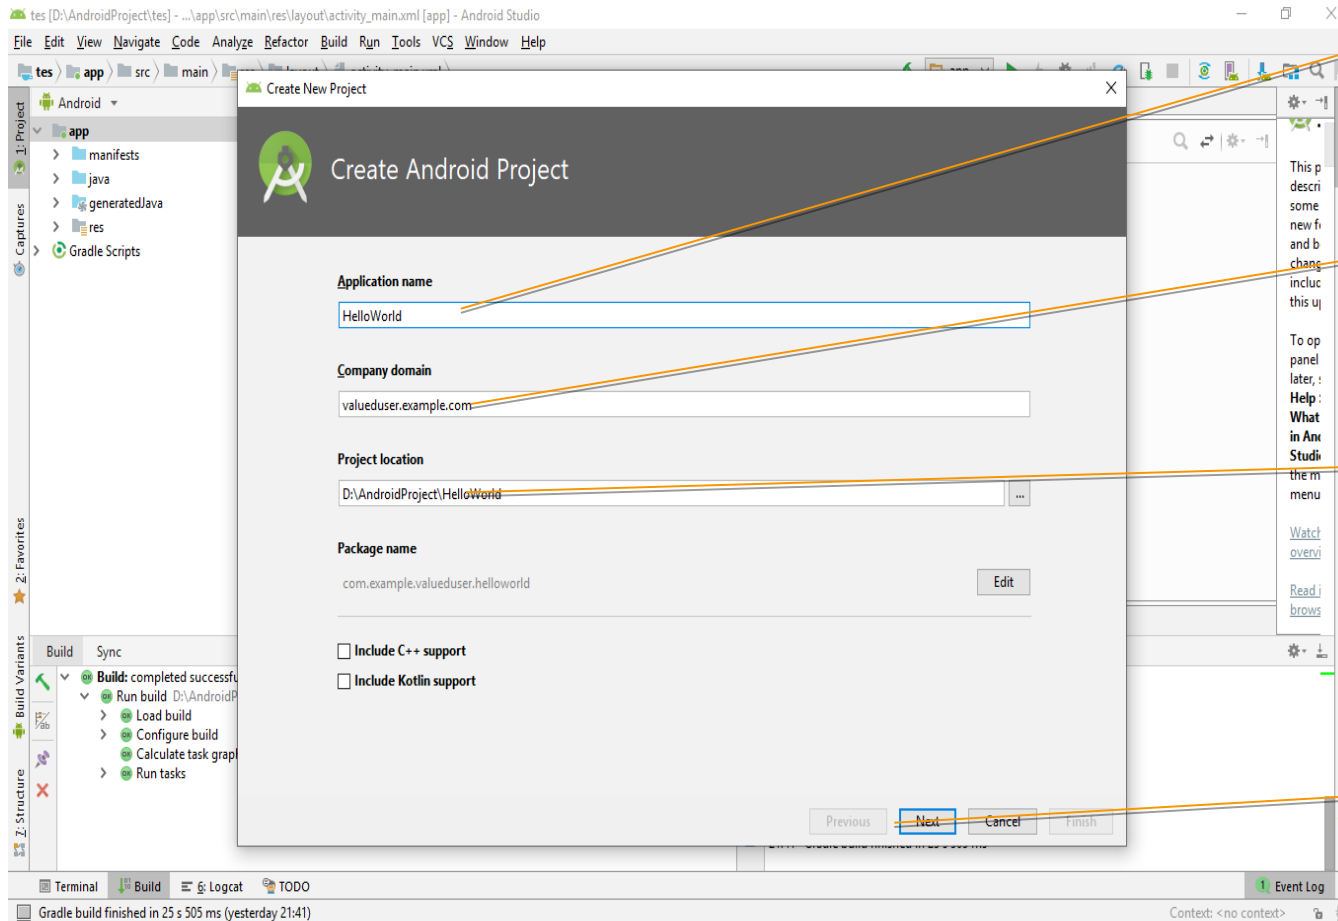 tes [D:\AndroidProject\tes] - ...\app\src\main\res\layout\activity_main.xml [app] - Android Studio
File Edit View Navigate Code Analyze Refactor Build Run Tools VCS Window Help
tes app src main
Android
1: Project
Captures
2: Favorites
Build Variants
7: Structure
app
manifests
java
generatedJava
res
Gradle Scripts
Create New Project
Create Android Project
Application name
HelloWorld
Company domain
valueduser.example.com
Project location
D:\AndroidProject\HelloWorld
...
Package name
com.example.valueduser.helloworld
Edit
Include C++ support
Include Kotlin support
Previous Next Cancel Finish
This p
descri
some
new f
and b
chang
includ
this u
To op
panel
later, s
Help
What
in And
Studi
the m
menu
Watch
overvi
Read i
brows
Build Sync
Build: completed successfu
Run build D:\AndroidP
Load build
Configure build
Calculate task grap
Run tasks
Terminal Build 6: Logcat TODO
1 Event Log
Gradle build finished in 25 s 505 ms (yesterday 21:41)
Context: <no context>